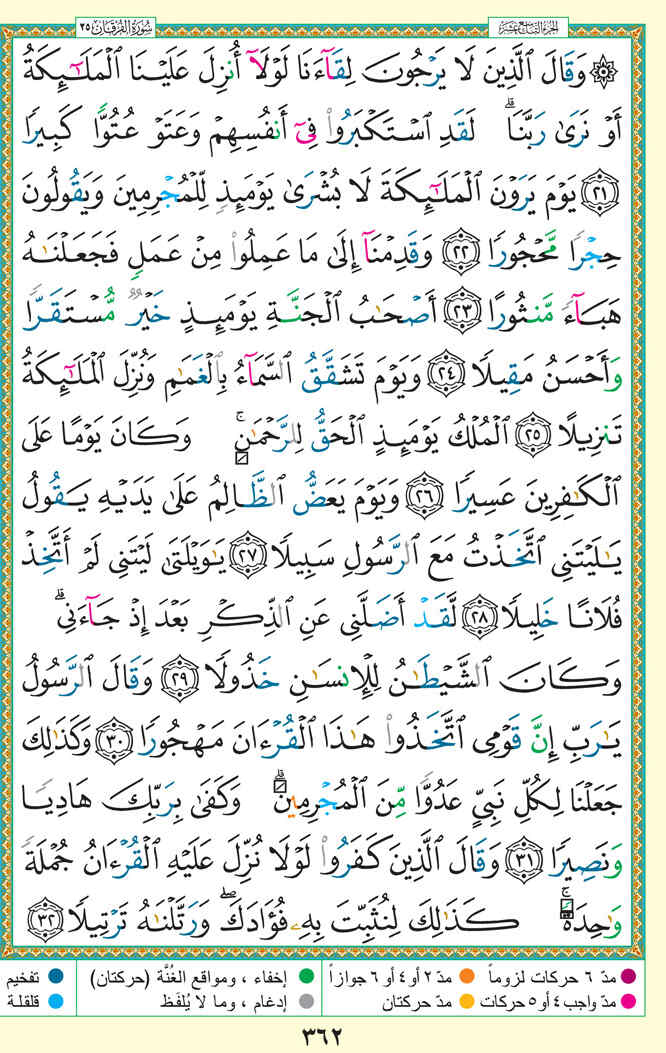 الجزء التاسع عشر
سُورَةُ الفُرْقَان ٢٥
۞ وَقَالَ ٱلَّذِينَ لَا يَرْجُونَ لِقَآءَنَا لَوْلَآ أُنزِلَ عَلَيْنَا ٱلْمَلَـٰٓئِكَةُ
أَوْ نَرَىٰ رَبَّنَا ۗ لَقَدِ ٱسْتَكْبَرُوا۟ فِىٓ أَنفُسِهِمْ وَعَتَوْ عُتُوًّا كَبِيرًا
﴿٢١﴾ يَوْمَ يَرَوْنَ ٱلْمَلَـٰٓئِكَةَ لَا بُشْرَىٰ يَوْمَئِذٍ لِّلْمُجْرِمِينَ وَيَقُولُونَ
حِجْرًا مَّحْجُورًا ﴿٢٢﴾ وَقَدِمْنَآ إِلَىٰ مَا عَمِلُوا۟ مِنْ عَمَلٍ فَجَعَلْنَـٰهُ
هَبَآءً مَّنثُورًا ﴿٢٣﴾ أَصْحَـٰبُ ٱلْجَنَّةِ يَوْمَئِذٍ خَيْرٌ مُّسْتَقَرًّا
وَأَحْسَنُ مَقِيلًا ﴿٢٤﴾ وَيَوْمَ تَشَقَّقُ ٱلسَّمَآءُ بِٱلْغَمَـٰمِ وَنُزِّلَ ٱلْمَلَـٰٓئِكَةُ
تَنزِيلًا ﴿٢٥﴾ ٱلْمُلْكُ يَوْمَئِذٍ ٱلْحَقُّ لِلرَّحْمَـٰنِ ۚ وَكَانَ يَوْمًا عَلَى
ٱلْكَـٰفِرِينَ عَسِيرًا ﴿٢٦﴾ وَيَوْمَ يَعَضُّ ٱلظَّالِمُ عَلَىٰ يَدَيْهِ يَقُولُ
يَـٰلَيْتَنِى ٱتَّخَذْتُ مَعَ ٱلرَّسُولِ سَبِيلًا ﴿٢٧﴾ يَـٰوَيْلَتَىٰ لَيْتَنِى لَمْ أَتَّخِذْ
فُلَانًا خَلِيلًا ﴿٢٨﴾ لَّقَدْ أَضَلَّنِى عَنِ ٱلذِّكْرِ بَعْدَ إِذْ جَآءَنِى ۗ
وَكَانَ ٱلشَّيْطَـٰنُ لِلْإِنسَـٰنِ خَذُولًا ﴿٢٩﴾ وَقَالَ ٱلرَّسُولُ
يَـٰرَبِّ إِنَّ قَوْمِى ٱتَّخَذُوا۟ هَـٰذَا ٱلْقُرْءَانَ مَهْجُورًا ﴿٣٠﴾ وَكَذَٰلِكَ
جَعَلْنَا لِكُلِّ نَبِىٍّ عَدُوًّا مِّنَ ٱلْمُجْرِمِينَ ۗ وَكَفَىٰ بِرَبِّكَ هَادِيًا
وَنَصِيرًا ﴿٣١﴾ وَقَالَ ٱلَّذِينَ كَفَرُوا۟ لَوْلَا نُزِّلَ عَلَيْهِ ٱلْقُرْءَانُ جُمْلَةً
وَٰحِدَةً ۚ كَذَٰلِكَ لِنُثَبِّتَ بِهِۦ فُؤَادَكَ ۖ وَرَتَّلْنَـٰهُ تَرْتِيلًا ﴿٣٢﴾
مدّ ٦ حركات لزوماً
مدّ ٢ أو ٤ أو ٦ جوازاً
إخفاء ، ومواقع الغُنَّة (حركتان)
تفخيم
مدّ واجب ٤ أو ٥ حركات
مدّ حركتان
إدغام ، وما لا يُلفَظ
قلقلة
٣٦٢